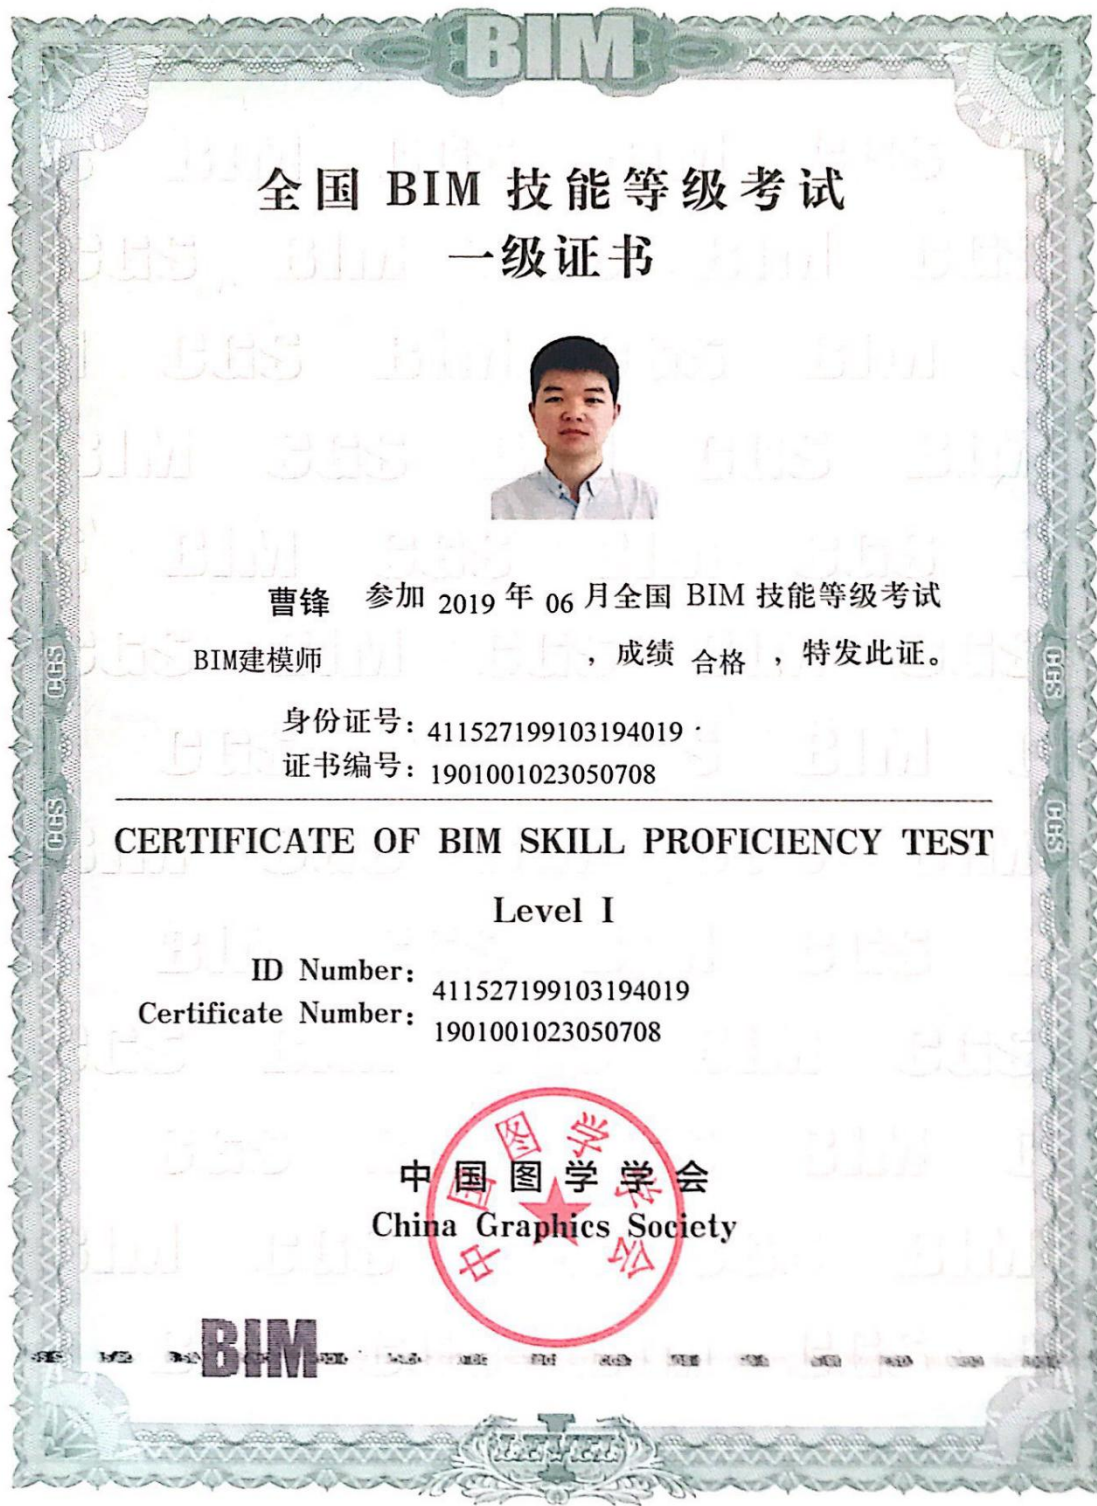 BIM
全国 BIM 技能等级考试
一级证书
曹锋 参加 2019 年 06 月全国 BIM 技能等级考试
BIM建模师 ，成绩 合格 ，特发此证。
身份证号：411527199103194019
证书编号：1901001023050708
CERTIFICATE OF BIM SKILL PROFICIENCY TEST
Level I
ID Number: 411527199103194019
Certificate Number: 1901001023050708
中国图学学会
中国图学学会
China Graphics Society
BIM
CGS
CGS
CGS
CGS